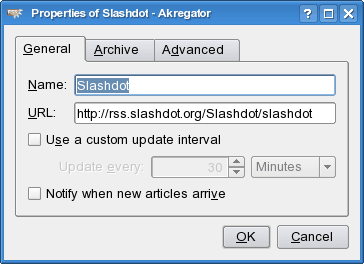 Properties of Slashdot - Akregator
General Archive Advanced
Name: Slashdot
URL: http://rss.slashdot.org/Slashdot/slashdot
Use a custom update interval
Update every: 30 Minutes
Notify when new articles arrive
OK Cancel